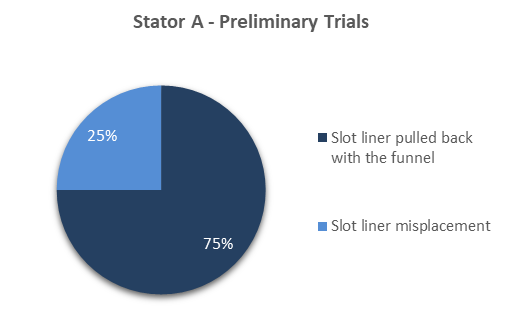 Stator A - Preliminary Trials
25%
75%
Slot liner pulled back
with the funnel
Slot liner misplacement